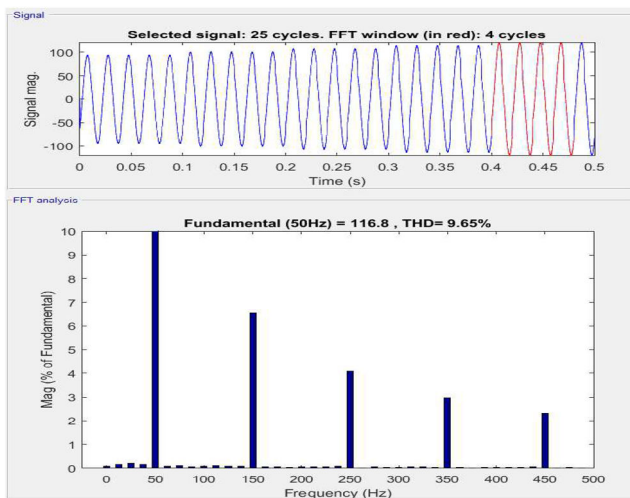 Signal
Selected signal: 25 cycles. FFT window (in red): 4 cycles
Signal mag.
100
50
0
-50
-100
0 0.05 0.1 0.15 0.2 0.25 0.3 0.35 0.4 0.45 0.5
Time (s)
FFT analysis
Fundamental (50Hz) = 116.8 , THD= 9.65%
Mag (% of Fundamental)
10
9
8
7
6
5
4
3
2
1
0
0 50 100 150 200 250 300 350 400 450 500
Frequency (Hz)